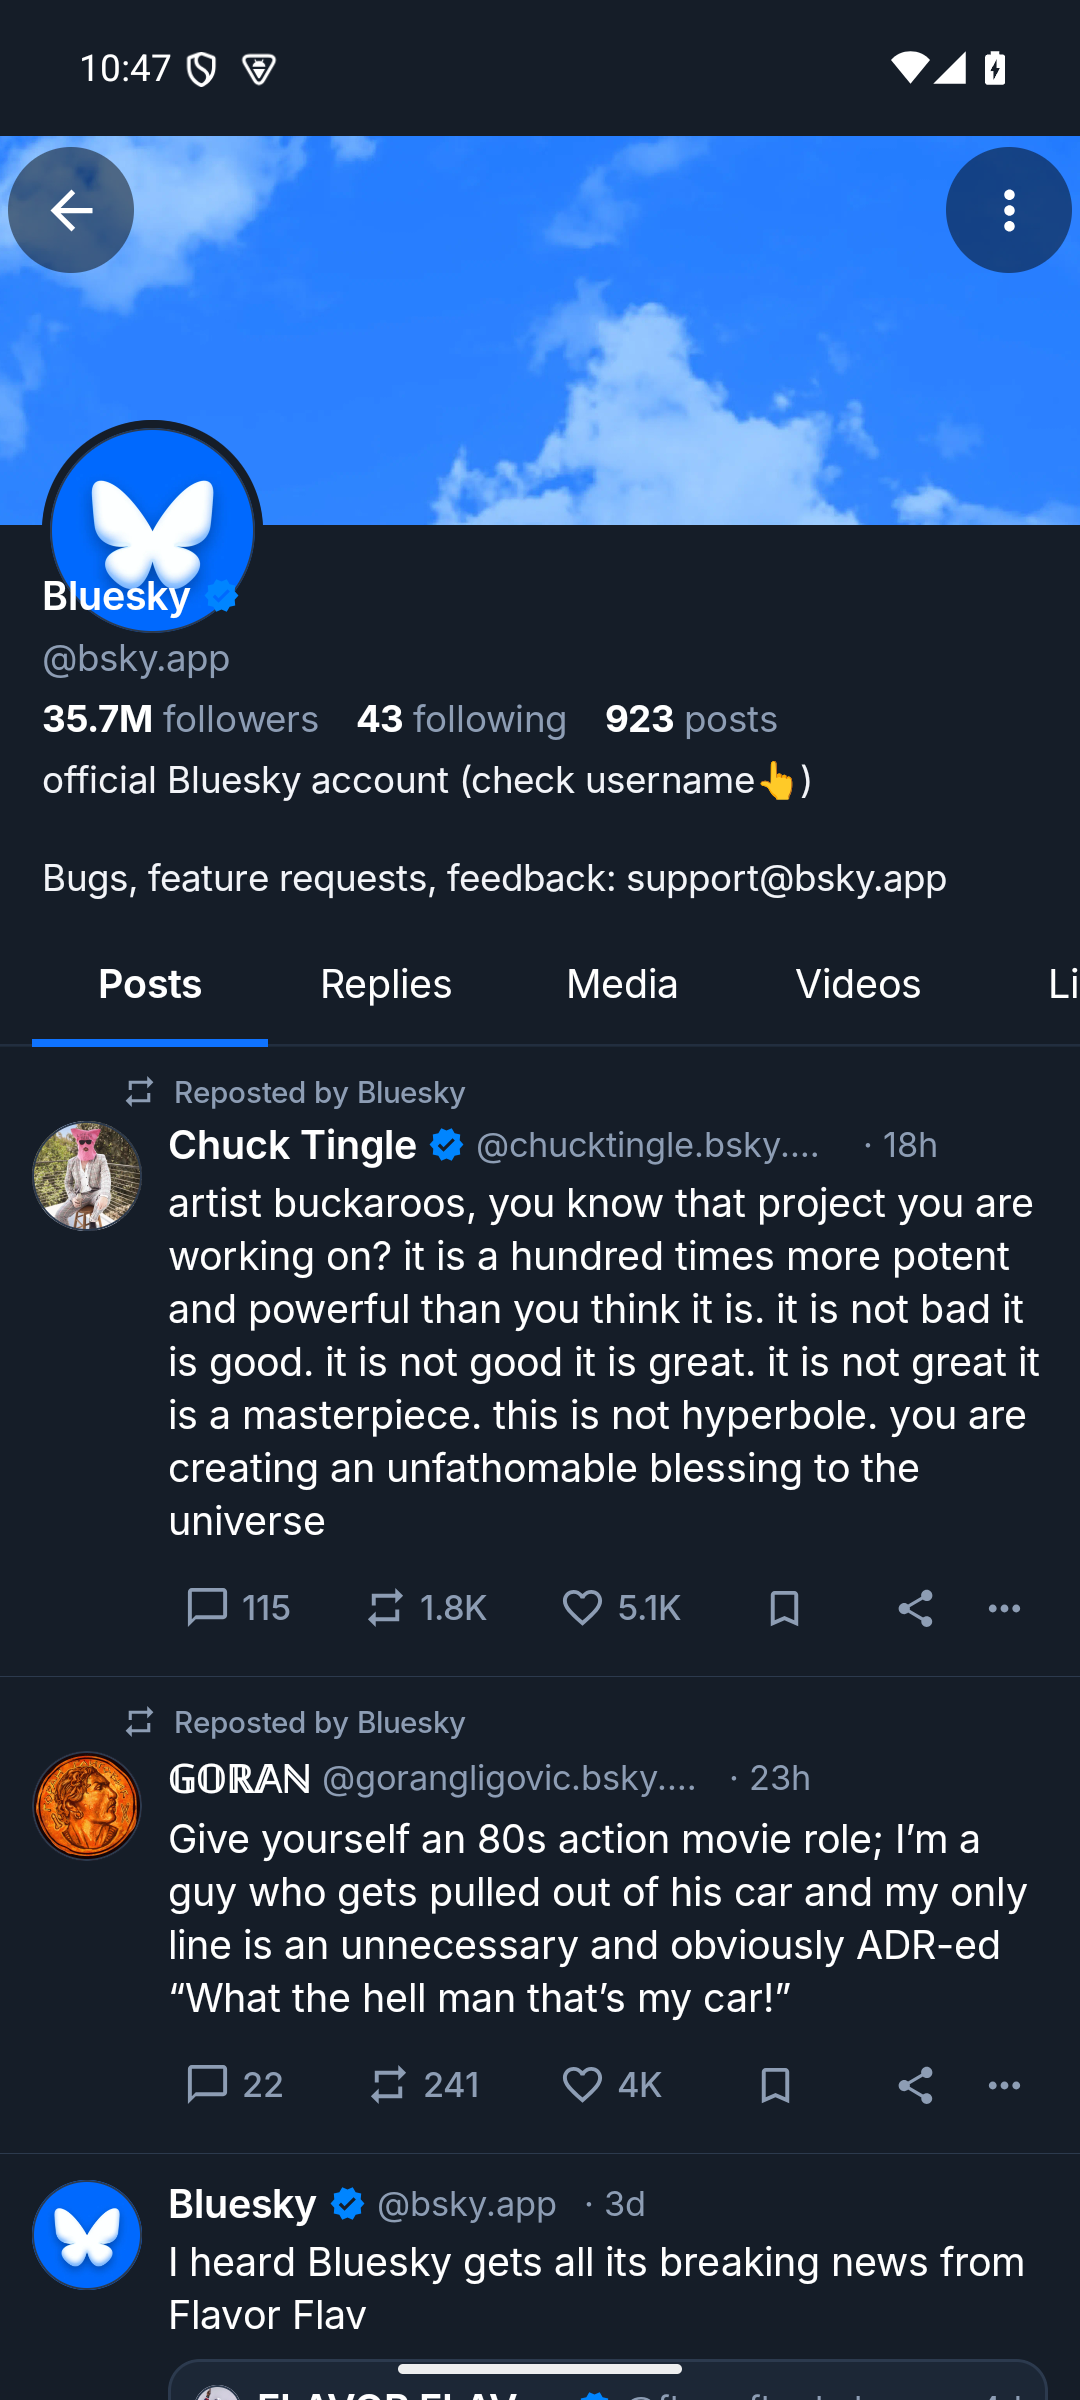 10:47
Bluesky
@bsky.app
35.7M followers 43 following 923 posts
official Bluesky account (check username👆)
Bugs, feature requests, feedback: support@bsky.app
Posts Replies Media Videos Li
Reposted by Bluesky
Chuck Tingle @chucktingle.bsky.... · 18h
artist buckaroos, you know that project you are
working on? it is a hundred times more potent
and powerful than you think it is. it is not bad it
is good. it is not good it is great. it is not great it
is a masterpiece. this is not hyperbole. you are
creating an unfathomable blessing to the
universe
115 1.8K 5.1K
Reposted by Bluesky
𝔾𝕆ℝ𝔸ℕ @gorangligovic.bsky.... · 23h
Give yourself an 80s action movie role; I’m a
guy who gets pulled out of his car and my only
line is an unnecessary and obviously ADR-ed
“What the hell man that’s my car!”
22 241 4K
Bluesky @bsky.app · 3d
I heard Bluesky gets all its breaking news from
Flavor Flav
FLAVOR FLAV